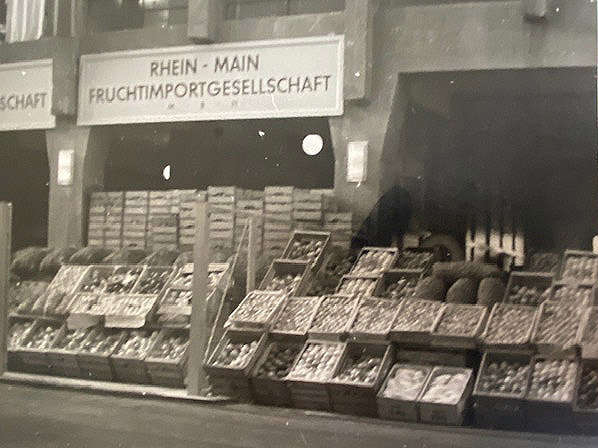 RHEIN - MAIN
FRUCHTIMPORTGESELLSCHAFT
M B H
SCHAFT